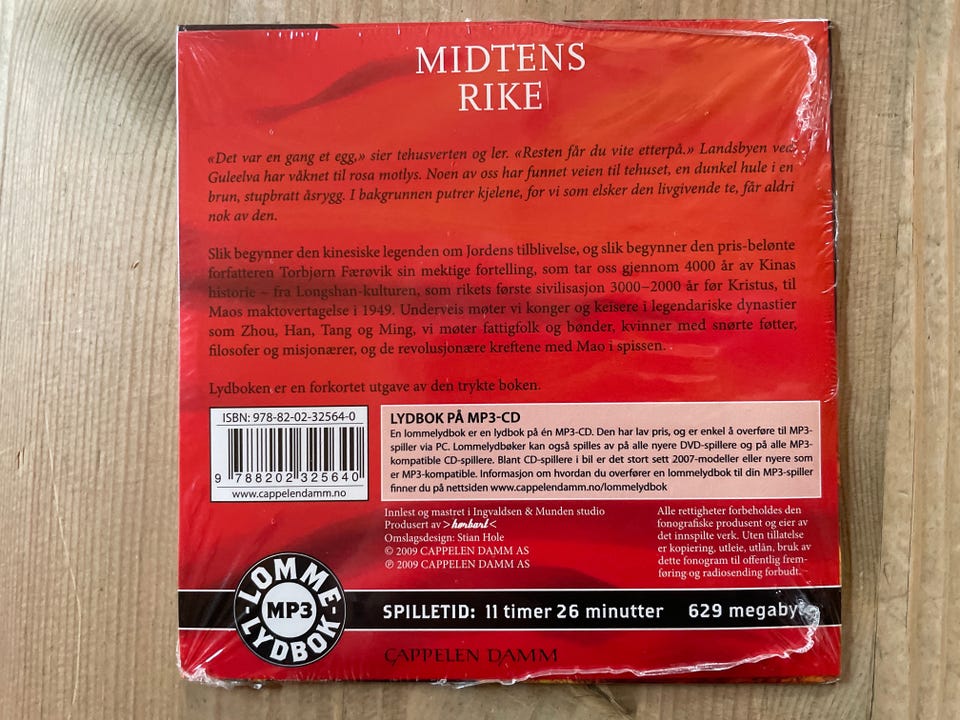 MIDTENS
RIKE
«Det var en gang et egg,» sier tehusverten og ler. «Resten får du vite etterpå.» Landsbyen ved
Guleelva har våknet til rosa motlys. Noen av oss har funnet veien til tehuset, en dunkel hule i en
brun, stupbratt åsrygg. I bakgrunnen putrer kjelene, for vi som elsker den livgivende te, får aldri
nok av den.
Slik begynner den kinesiske legenden om Jordens tilblivelse, og slik begynner den pris-belønte
forfatteren Torbjørn Færøvik sin mektige fortelling, som tar oss gjennom 4000 år av Kinas
historie – fra Longshan-kulturen, som rikets første sivilisasjon 3000–2000 år før Kristus, til
Maos maktovertagelse i 1949. Underveis møter vi konger og keisere i legendariske dynastier
som Zhou, Han, Tang og Ming, vi møter fattigfolk og bønder, kvinner med snørte føtter,
filosofer og misjonærer, og de revolusjonære kreftene med Mao i spissen.
Lydboken er en forkortet utgave av den trykte boken.
ISBN: 978-82-02-32564-0
9 788202 325640
www.cappelendamm.no
LYDBOK PÅ MP3-CD
En lommelydbok er en lydbok på én MP3-CD. Den har lav pris, og er enkel å overføre til MP3-
spiller via PC. Lommelydbøker kan også spilles av på alle nyere DVD-spillere og på alle MP3-
kompatible CD-spillere. Blant CD-spillere i bil er det stort sett 2007-modeller eller nyere som
er MP3-kompatible. Informasjon om hvordan du overfører en lommelydbok til din MP3-spiller
finner du på nettsiden www.cappelendamm.no/lommelydbok
Innlest og mastret i Ingvaldsen & Munden studio
Produsert av >hørbart<
Omslagsdesign: Stian Hole
© 2009 CAPPELEN DAMM AS
℗ 2009 CAPPELEN DAMM AS
Alle rettigheter forbeholdes den
fonografiske produsent og eier av
det innspilte verk. Uten tillatelse
er kopiering, utleie, utlån, bruk av
dette fonogram til offentlig frem-
føring og radiosending forbudt.
LOMME-
MP3
LYDBOK
SPILLETID: 11 timer 26 minutter 629 megabyte
CAPPELEN DAMM